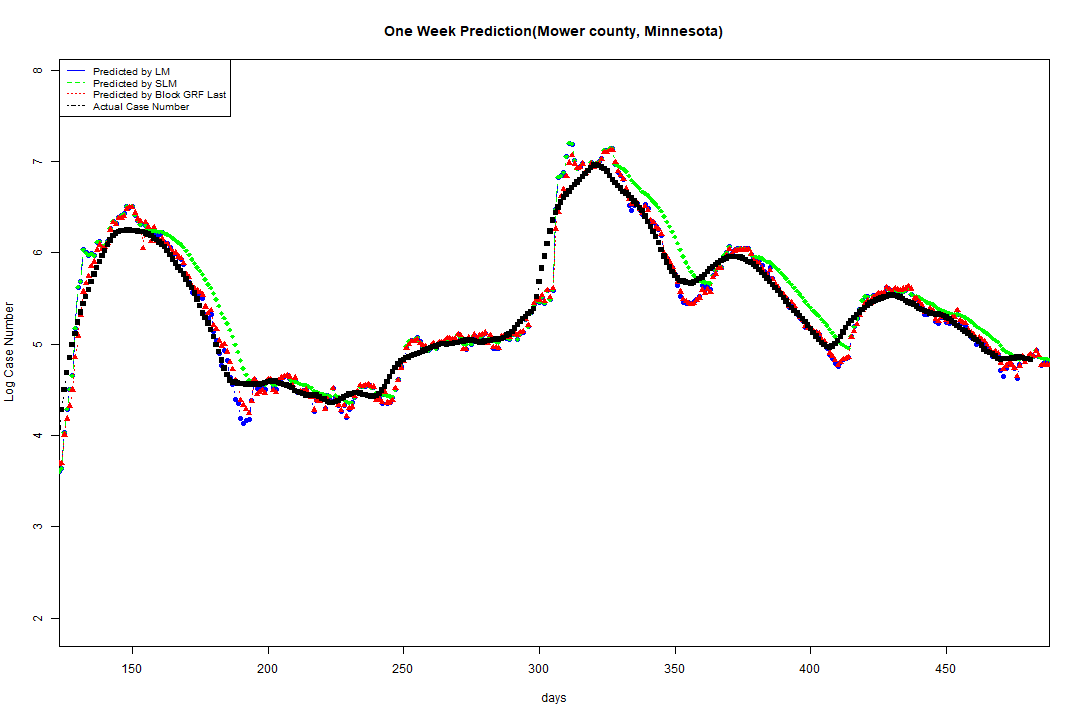 One Week Prediction(Mower county, Minnesota)
Predicted by LM
Predicted by SLM
Predicted by Block GRF Last
Actual Case Number
Log Case Number
8
7
6
5
4
3
2
150 200 250 300 350 400 450
days